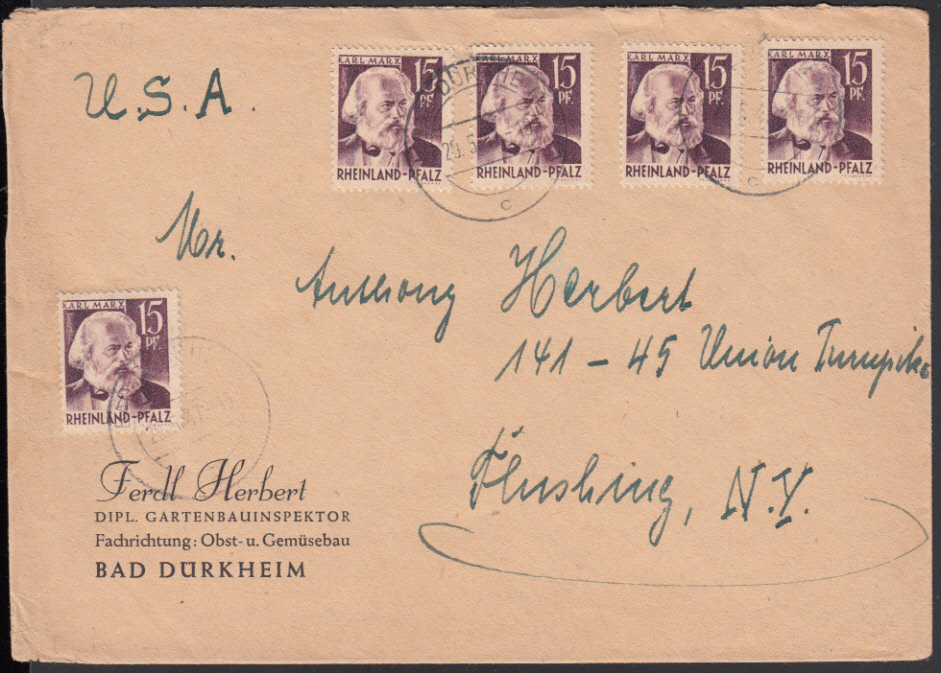 U.S.A.
KARL MARX 15 PF.
RHEINLAND-PFALZ
KARL MARX 15 PF.
RHEINLAND-PFALZ
KARL MARX 15 PF.
RHEINLAND-PFALZ
KARL MARX 15 PF.
RHEINLAND-PFALZ
c
c
Mr.
Anthony Herbert
141-45 Union Turnpike
Flushing, N.Y.
KARL MARX 15 PF.
RHEINLAND-PFALZ
Ferdl Herbert
DIPL. GARTENBAUINSPEKTOR
Fachrichtung: Obst- u. Gemüsebau
BAD DÜRKHEIM